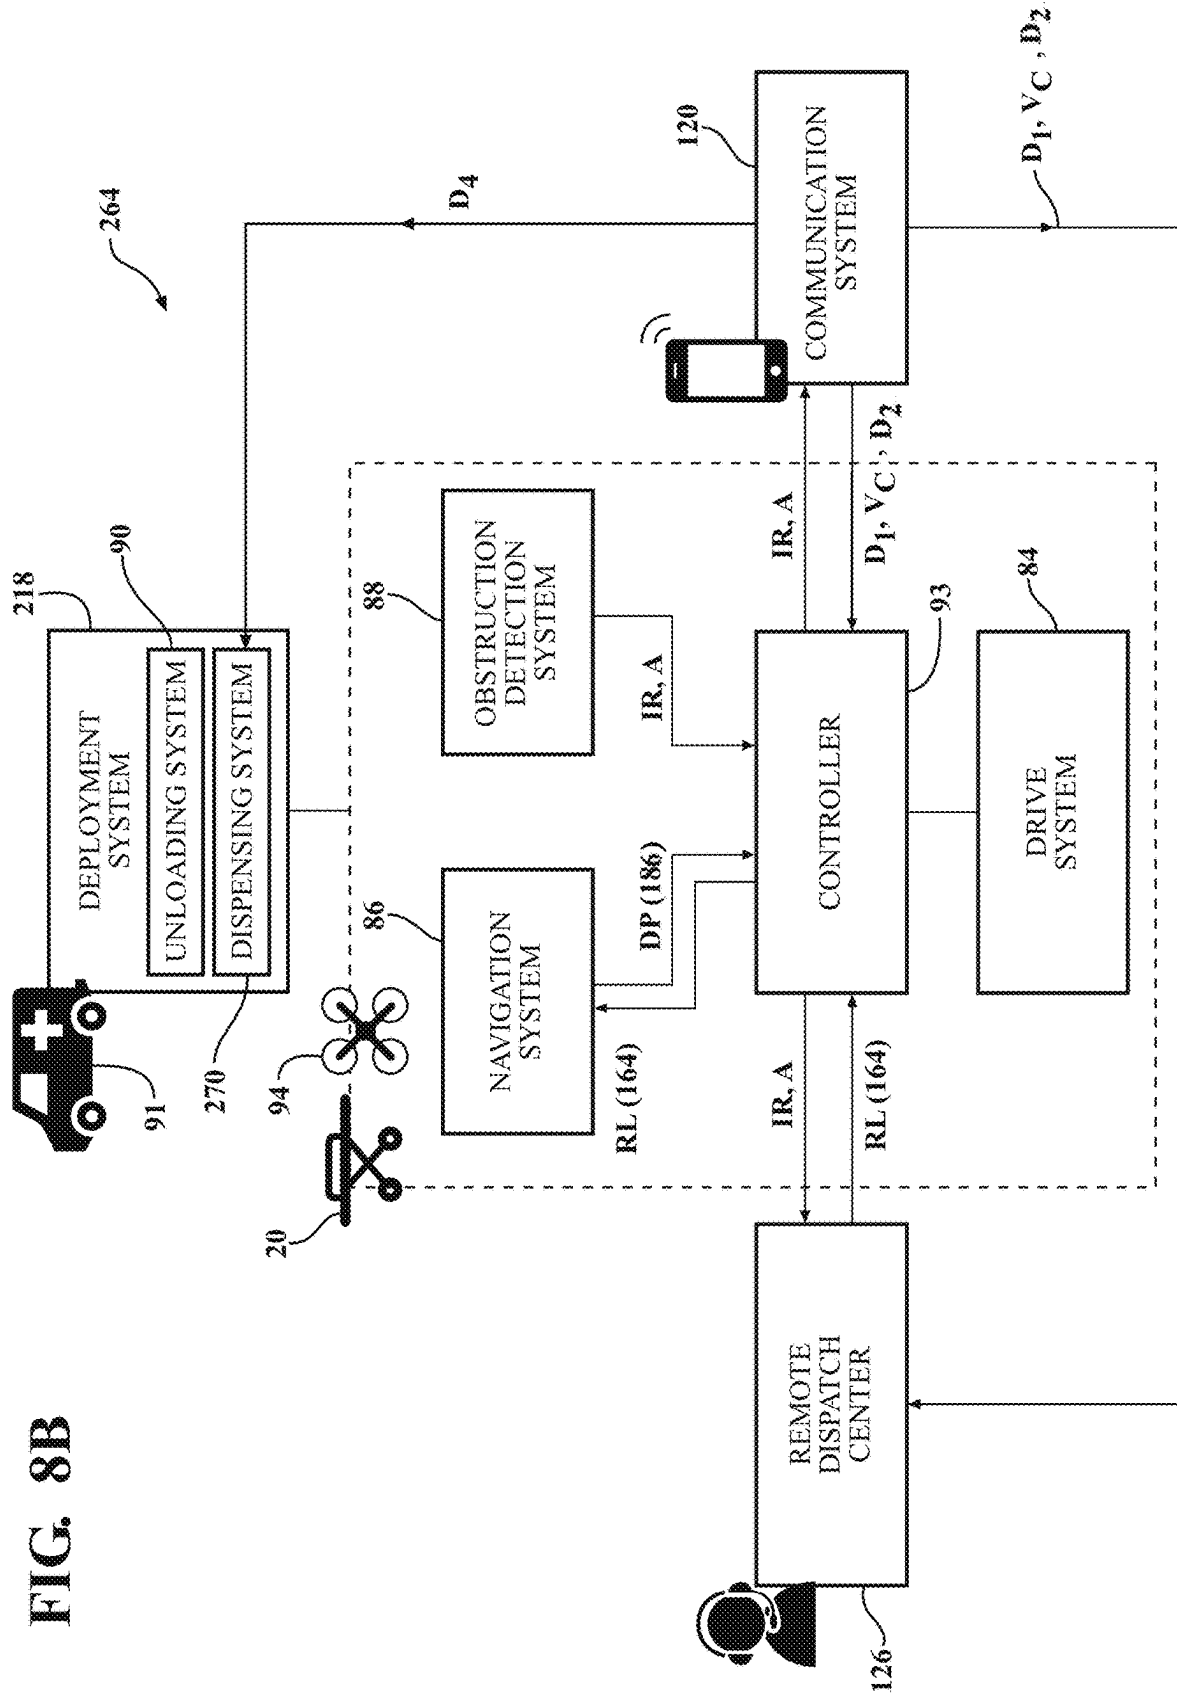 FIG. 8B
264
91
218
DEPLOYMENT
SYSTEM
90
UNLOADING SYSTEM
DISPENSING SYSTEM
270
D4
94
20
86
NAVIGATION
SYSTEM
88
OBSTRUCTION
DETECTION
SYSTEM
RL (164)
DP (186)
IR, A
126
REMOTE
DISPATCH
CENTER
IR, A
RL (164)
CONTROLLER
93
IR, A
D1, VC , D2
120
COMMUNICATION
SYSTEM
84
DRIVE
SYSTEM
D1, VC , D2